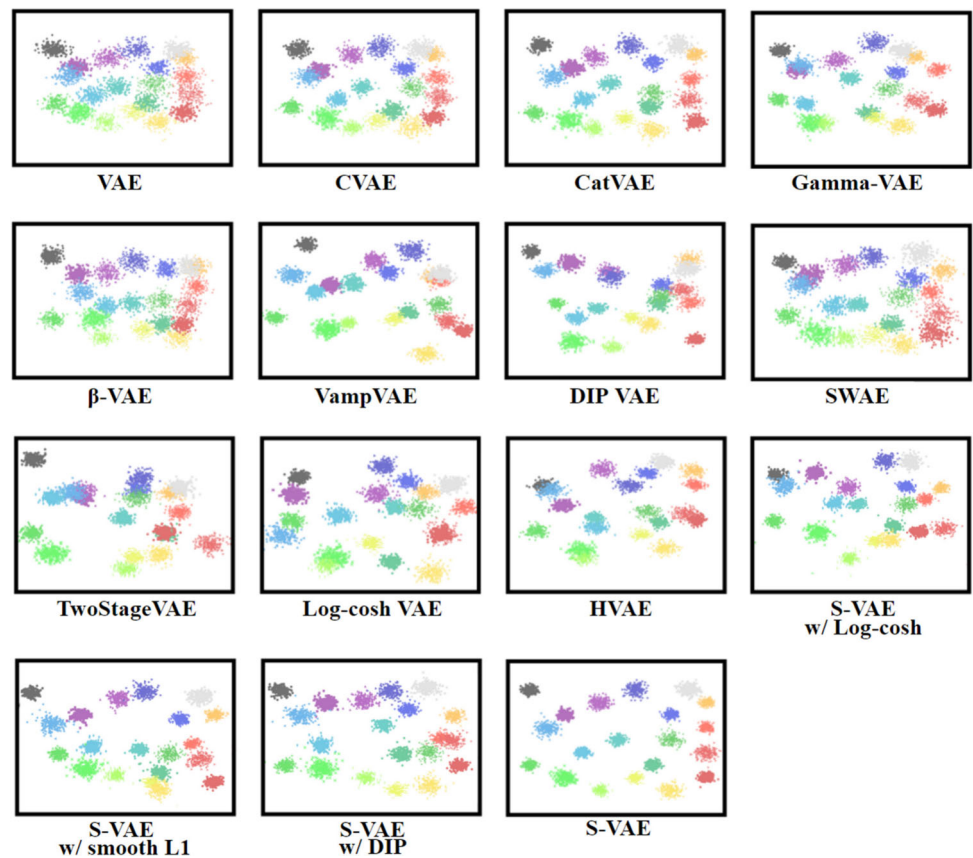 VAE
CVAE
CatVAE
Gamma-VAE
β-VAE
VampVAE
DIP VAE
SWAE
TwoStageVAE
Log-cosh VAE
HVAE
S-VAE
w/ Log-cosh
S-VAE
w/ smooth L1
S-VAE
w/ DIP
S-VAE